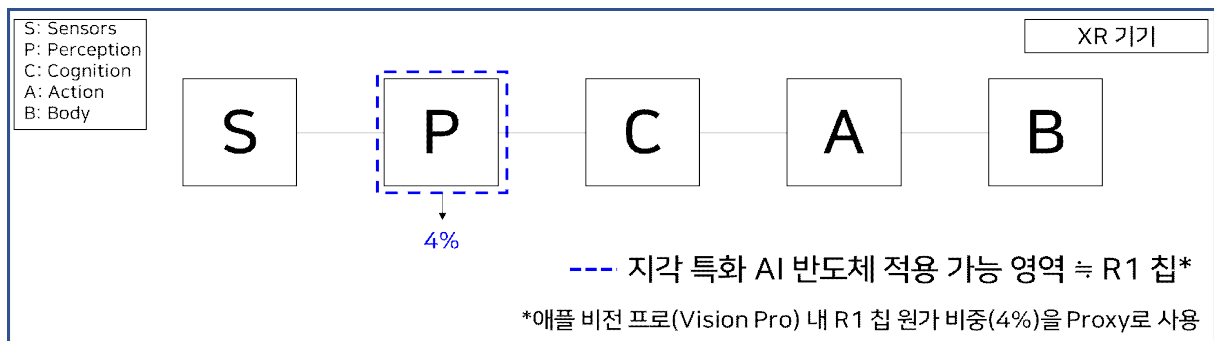 S: Sensors
P: Perception
C: Cognition
A: Action
B: Body
XR 기기
S
P
C
A
B
4%
지각 특화 AI 반도체 적용 가능 영역 ≒ R1 칩*
*애플 비전 프로(Vision Pro) 내 R1 칩 원가 비중(4%)을 Proxy로 사용